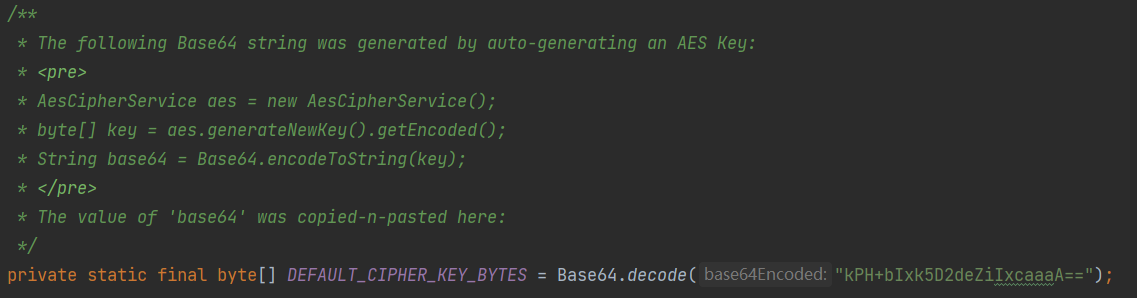 /**
* The following Base64 string was generated by auto-generating an AES Key:
* <pre>
* AesCipherService aes = new AesCipherService();
* byte[] key = aes.generateNewKey().getEncoded();
* String base64 = Base64.encodeToString(key);
* </pre>
* The value of 'base64' was copied-n-pasted here:
*/
private static final byte[] DEFAULT_CIPHER_KEY_BYTES = Base64.decode( base64Encoded: "kPH+bIxk5D2deZiIxcaaaA==");